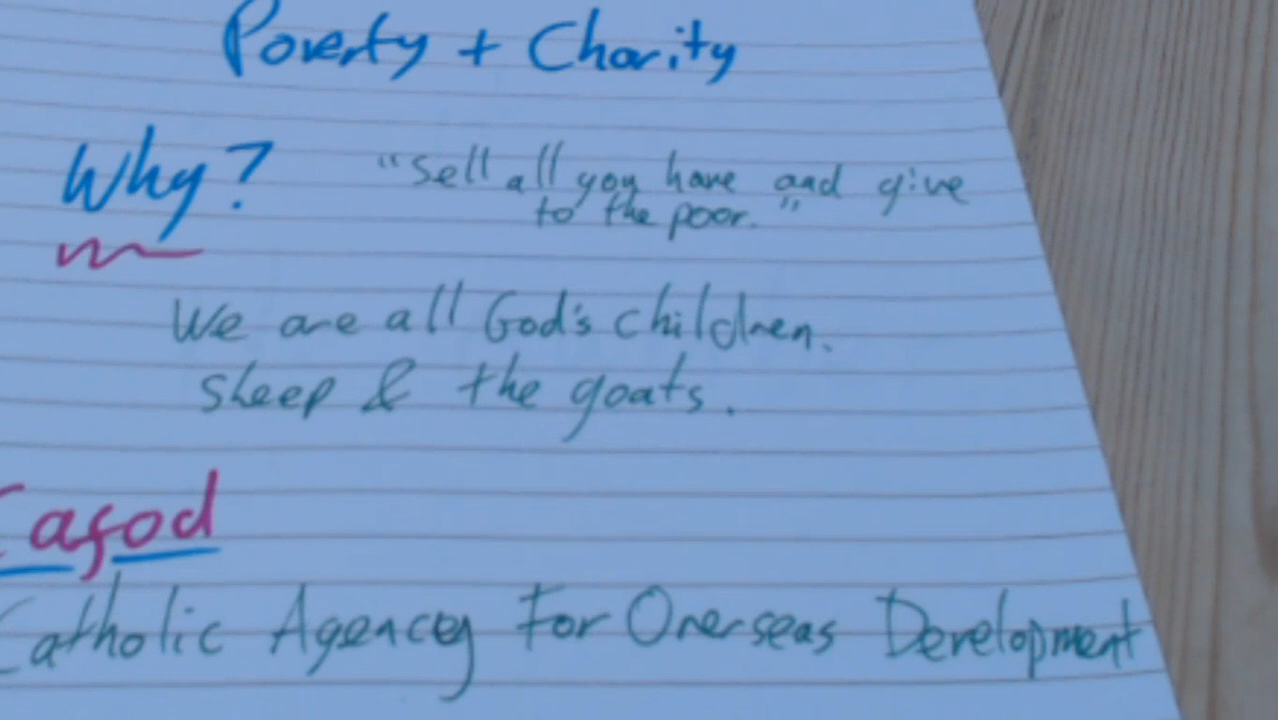 Poverty + Charity
Why?
"Sell all you have and give
to the poor."
We are all God's children.
Sheep & the goats.
Cafod
Catholic Agency For Overseas Development